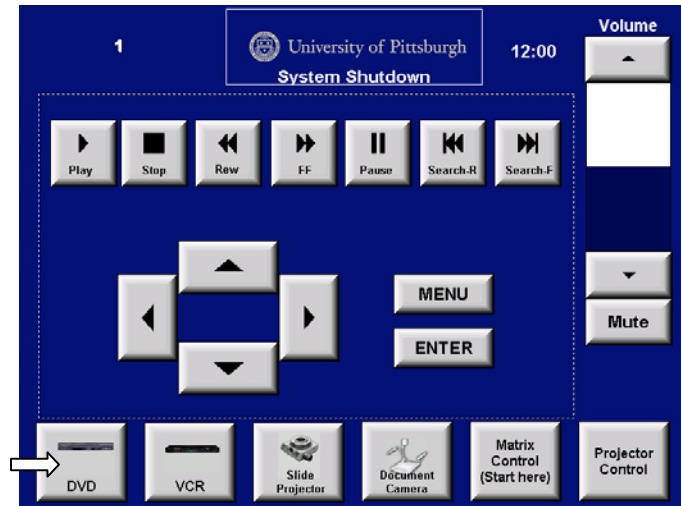 1
University of Pittsburgh
System Shutdown
12:00
Volume
Play
Stop
Rew
FF
Pause
Search-R
Search-F
MENU
ENTER
Mute
DVD
VCR
Slide
Projector
Document
Camera
Matrix
Control
(Start here)
Projector
Control